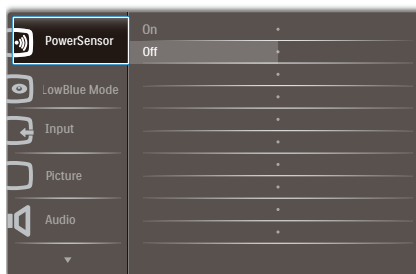 PowerSensor
On
Off
LowBlue Mode
Input
Picture
Audio